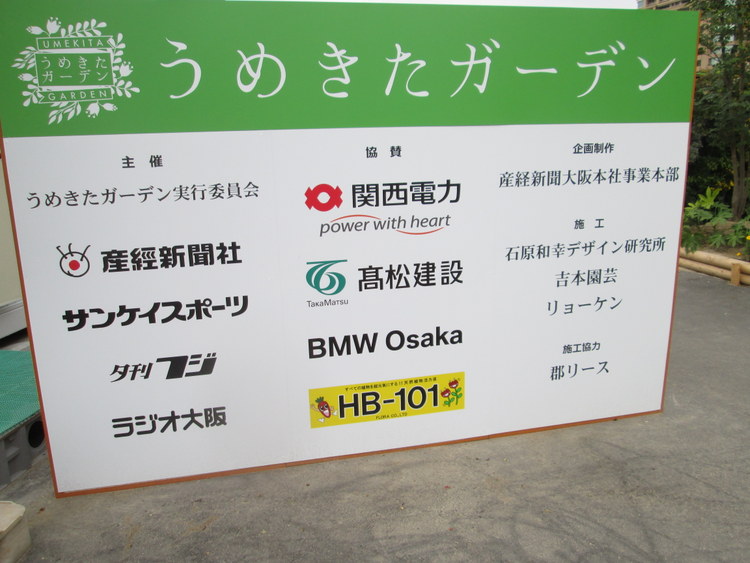 UMEKITA
うめきた
ガーデン
GARDEN
うめきたガーデン
主催
うめきたガーデン実行委員会
産經新聞社
サンケイスポーツ
夕刊フジ
ラジオ大阪
協賛
関西電力
power with heart
TakaMatsu
髙松建設
BMW Osaka
HB-101
企画制作
産経新聞大阪本社事業本部
施工
石原和幸デザイン研究所
吉本園芸
リョーケン
施工協力
郡リース